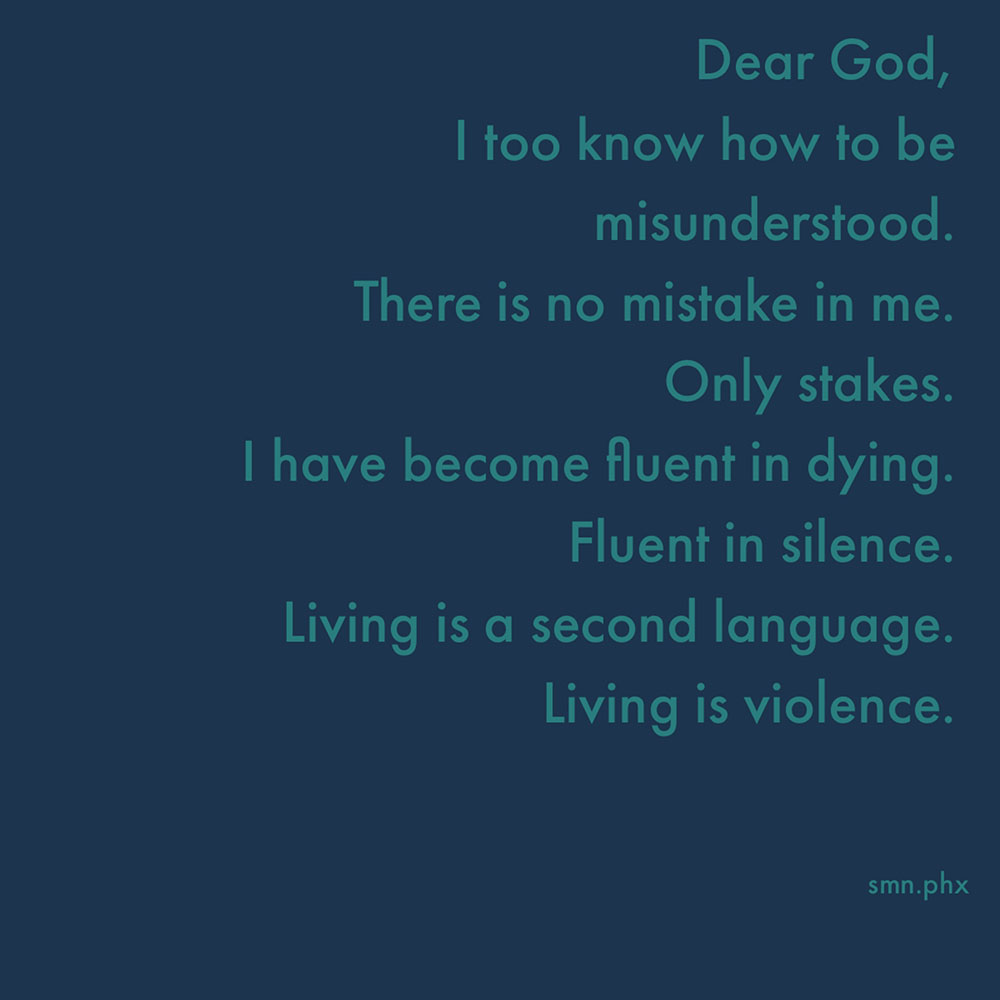 Dear God,
I too know how to be
misunderstood.
There is no mistake in me.
Only stakes.
I have become fluent in dying.
Fluent in silence.
Living is a second language.
Living is violence.
smn.phx